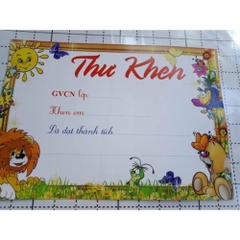 Thư Khen
GVCN lớp
Khen em
Đã đạt thành tích